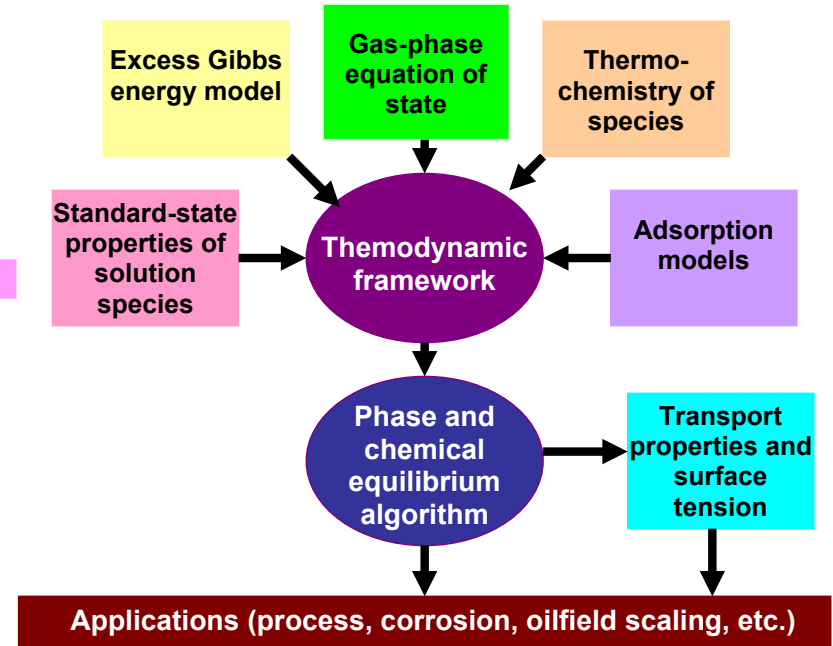 Excess Gibbs
energy model
Gas-phase
equation of
state
Thermo-
chemistry of
species
Standard-state
properties of
solution
species
Themodynamic
framework
Adsorption
models
Phase and
chemical
equilibrium
algorithm
Transport
properties and
surface
tension
Applications (process, corrosion, oilfield scaling, etc.)